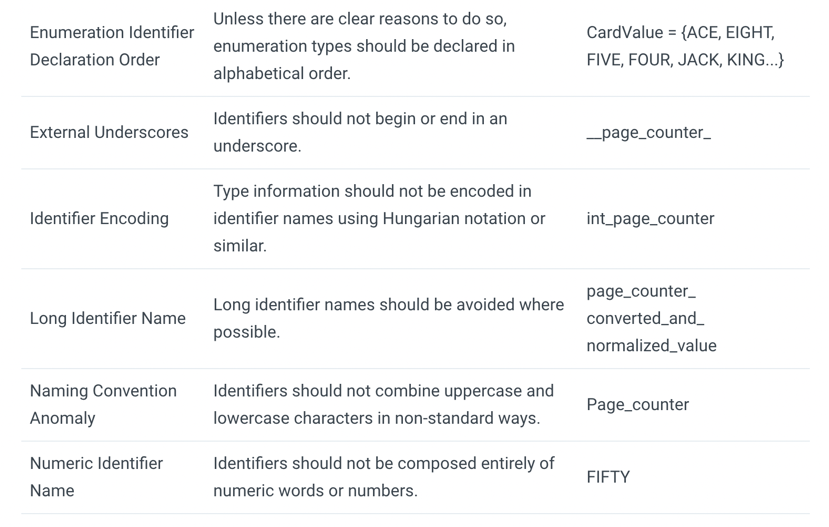 Enumeration Identifier
Declaration Order
Unless there are clear reasons to do so,
enumeration types should be declared in
alphabetical order.
CardValue = {ACE, EIGHT,
FIVE, FOUR, JACK, KING...}
External Underscores
Identifiers should not begin or end in an
underscore.
__page_counter_
Identifier Encoding
Type information should not be encoded in
identifier names using Hungarian notation or
similar.
int_page_counter
Long Identifier Name
Long identifier names should be avoided where
possible.
page_counter_
converted_and_
normalized_value
Naming Convention
Anomaly
Identifiers should not combine uppercase and
lowercase characters in non-standard ways.
Page_counter
Numeric Identifier
Name
Identifiers should not be composed entirely of
numeric words or numbers.
FIFTY